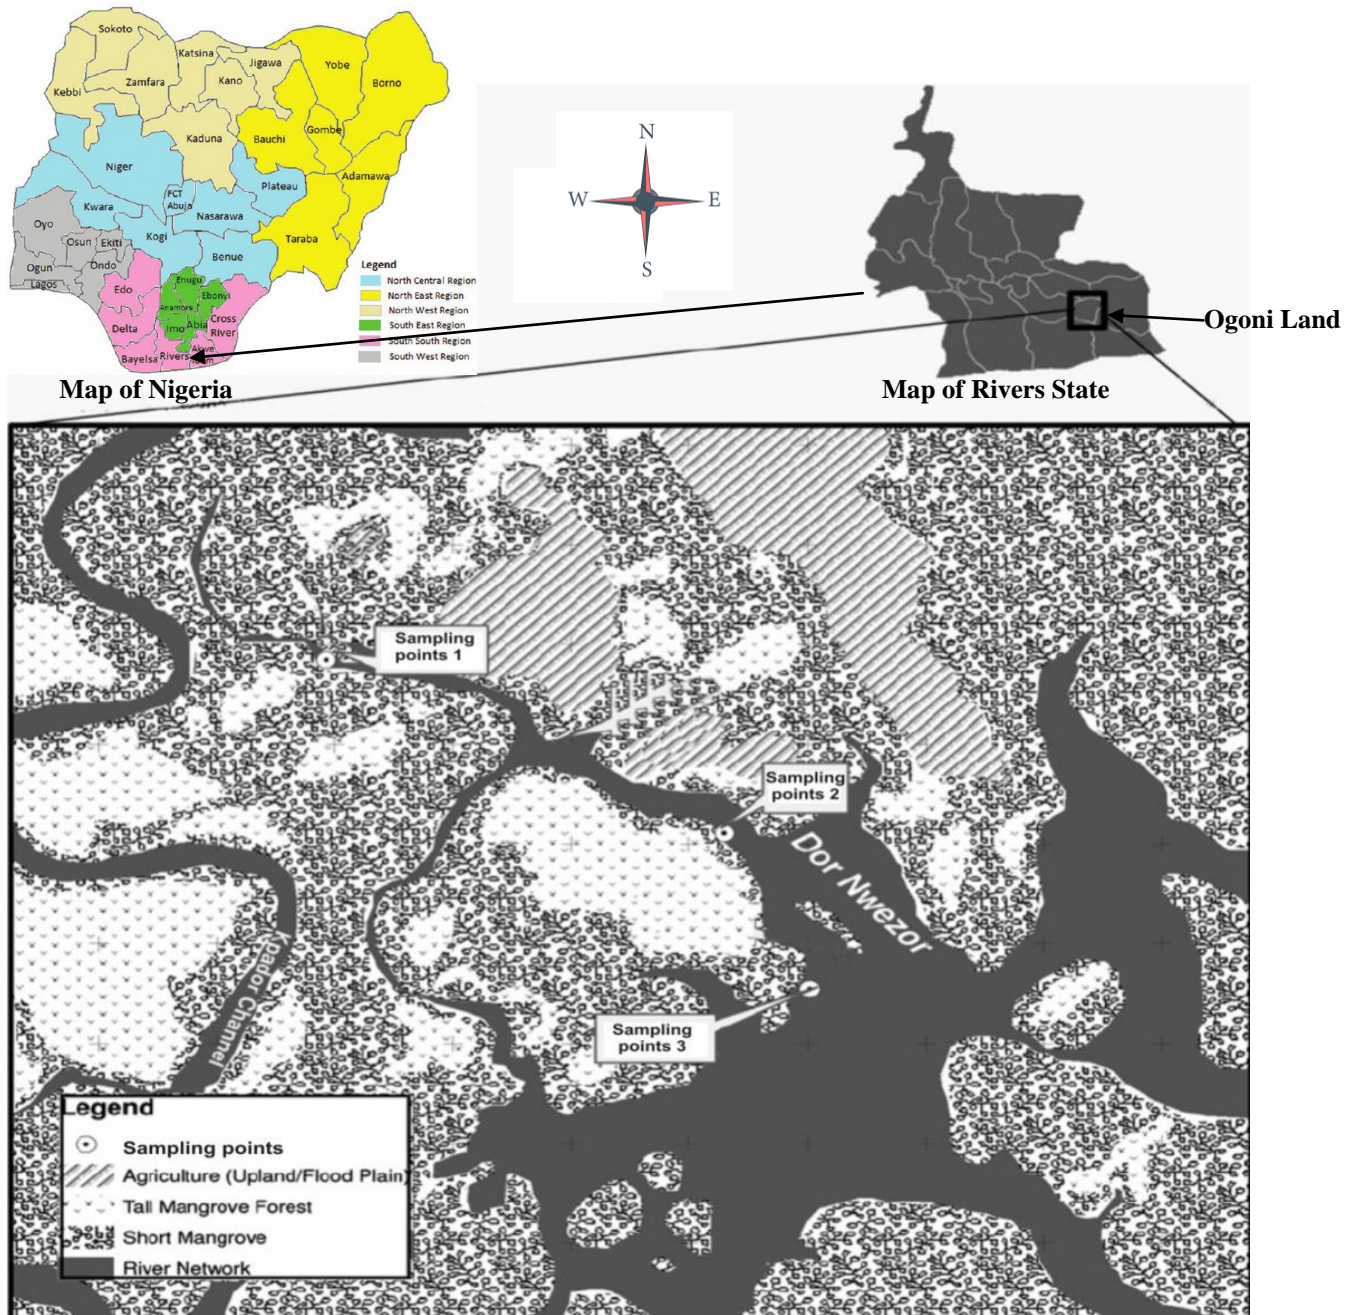 Sokoto
Katsina
Jigawa
Yobe
Borno
Kebbi
Zamfara
Kano
Kaduna
Bauchi
Gombe
Niger
Adamawa
Plateau
FCT
Abuja
Kwara
Nasarawa
Oyo
Kogi
Taraba
Osun
Ekiti
Benue
Ogun
Ondo
Lagos
Edo
Enugu
Ebonyi
Anambra
Delta
Imo
Abia
Cross
River
Bayelsa
Rivers
Akwa
Legend
North Central Region
North East Region
North West Region
South East Region
South South Region
South West Region
N
W
E
S
Ogoni Land
Map of Nigeria
Map of Rivers State
Sampling
points 1
Sampling
points 2
Dor Nwezor
Sampling
points 3
Channel
Legend
Sampling points
Agriculture (Upland/Flood Plain)
Tall Mangrove Forest
Short Mangrove
River Network